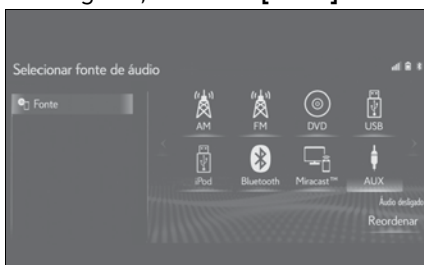 Selecionar fonte de áudio
Fonte
AM
FM
DVD
USB
iPod
Bluetooth
Miracast™
AUX
Áudio desligado
Reordenar